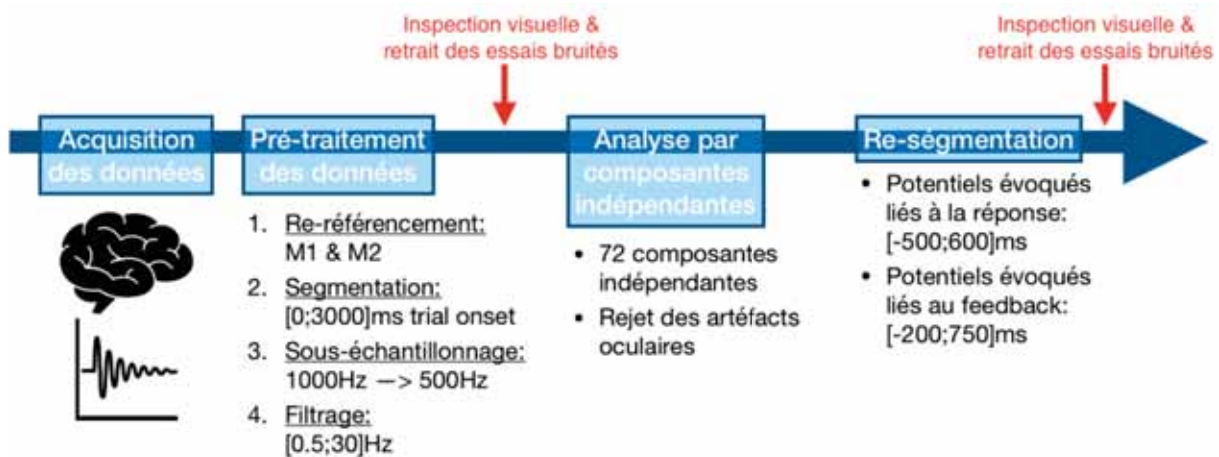 Inspection visuelle &
retrait des essais bruités
Inspection visuelle &
retrait des essais bruités
Acquisition
des données
Pré-traitement
des données
1. Re-référencement:
M1 & M2
2. Segmentation:
[0;3000]ms trial onset
3. Sous-échantillonnage:
1000Hz —> 500Hz
4. Filtrage:
[0.5;30]Hz
Analyse par
composantes
indépendantes
• 72 composantes
indépendantes
• Rejet des artéfacts
oculaires
Re-ségmentation
• Potentiels évoqués
liés à la réponse:
[-500;600]ms
• Potentiels évoqués
liés au feedback:
[-200;750]ms